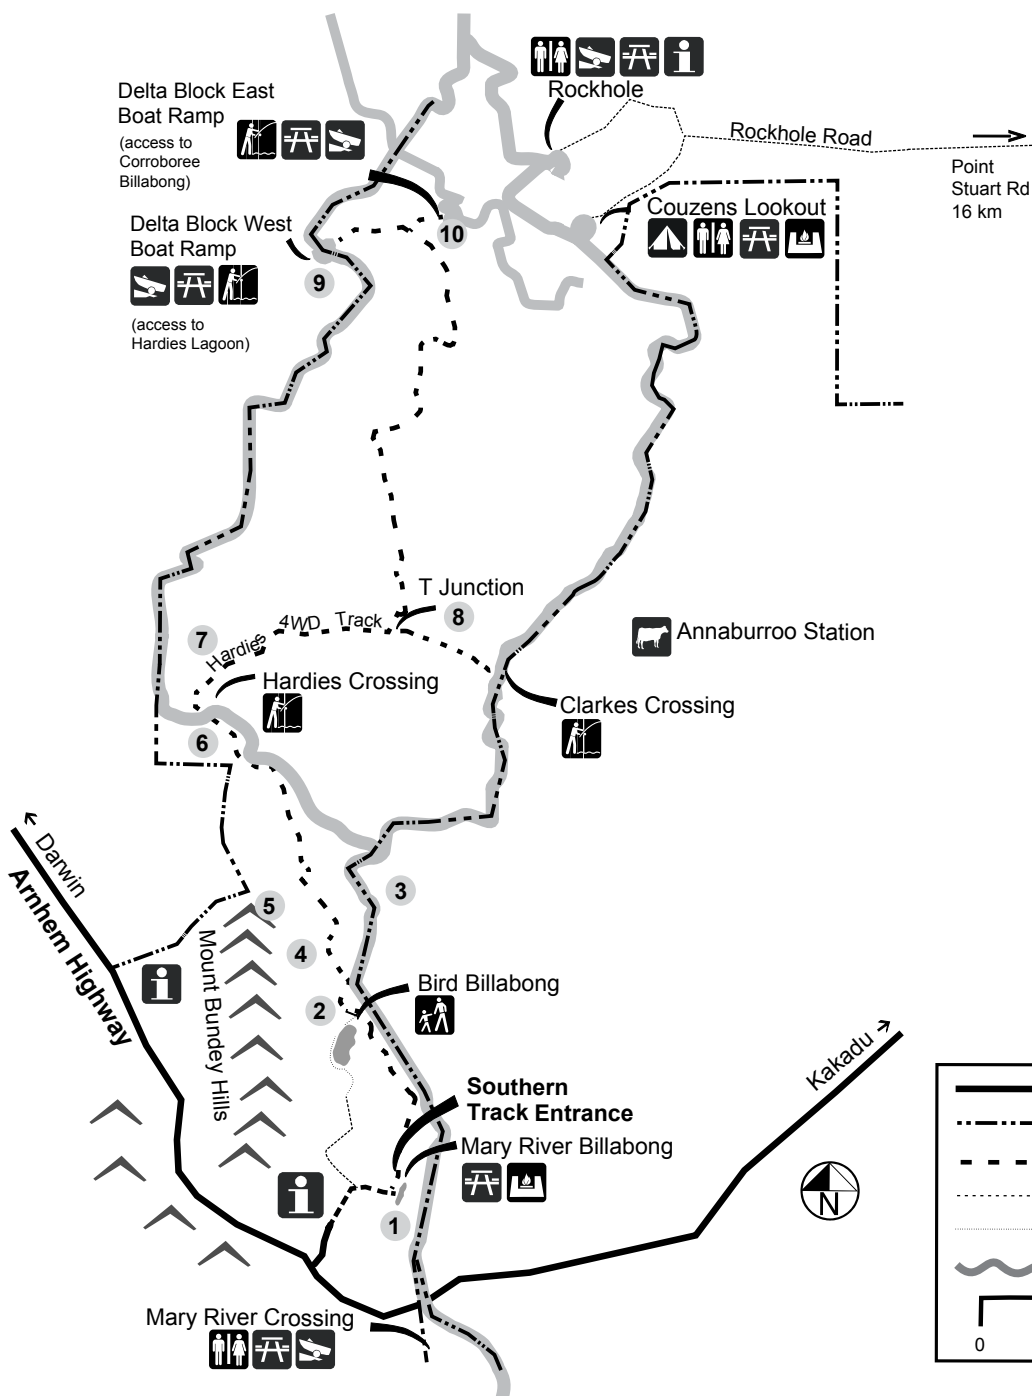 Delta Block East
Boat Ramp
(access to
Corroboree
Billabong)
Rockhole
Rockhole Road
Point
Stuart Rd
16 km
Delta Block West
Boat Ramp
(access to
Hardies Lagoon)
Couzens Lookout
10
9
T Junction
8
7
Hardies 4WD Track
Annaburroo Station
Hardies Crossing
Clarkes Crossing
6
Darwin
Arnhem Highway
5
3
4
Mount Bundey Hills
2
Bird Billabong
Kakadu
Southern
Track Entrance
Mary River Billabong
N
1
Mary River Crossing
0